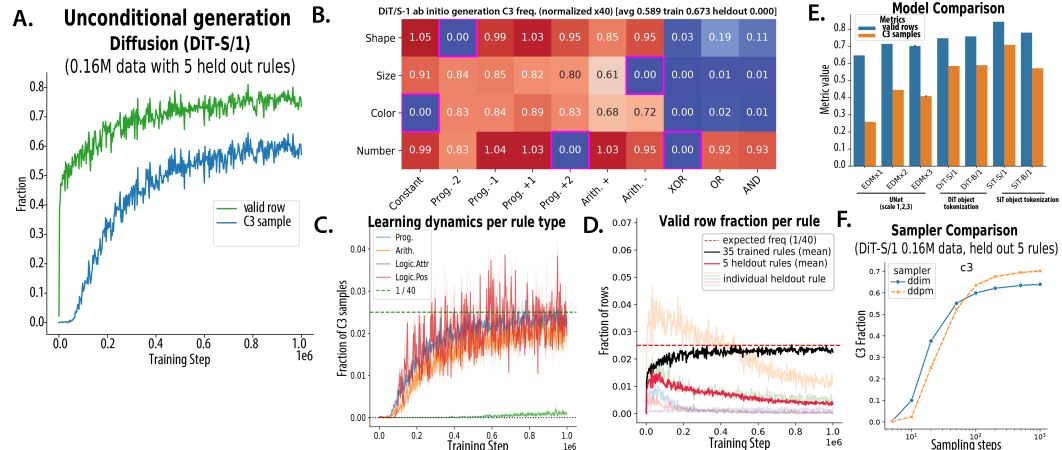 A.
Unconditional generation
Diffusion (DiT-S/1)
(0.16M data with 5 held out rules)
0.8
0.7
0.6
0.5
0.4
0.3
0.2
0.1
0.0
Fraction
valid row
C3 sample
0.0 0.2 0.4 0.6 0.8 1.0
1e6
Training Step
B.
DiT/S-1 ab initio generation C3 freq. (normalized x40) [avg 0.589 train 0.673 heldout 0.000]
Shape 1.05 0.00 0.99 1.03 0.95 0.85 0.95 0.03 0.19 0.11
Size 0.91 0.84 0.85 0.82 0.80 0.61 0.00 0.00 0.01 0.01
Color 0.00 0.83 0.84 0.89 0.83 0.68 0.72 0.00 0.02 0.01
Number 0.99 0.83 1.04 1.03 0.00 1.03 0.95 0.00 0.92 0.93
Constant Prog. -2 Prog. -1 Prog. +1 Prog. +2 Arith. + Arith. - XOR OR AND
C.
Learning dynamics per rule type
0.04
0.03
0.02
0.01
0.00
Fraction of C3 samples
Prog.
Arith.
Logic.Attr
Logic.Pos
1 / 40
0.0 0.2 0.4 0.6 0.8 1.0
1e6
Training Step
D.
Valid row fraction per rule
0.07
0.06
0.05
0.04
0.03
0.02
0.01
0.00
Fraction of rows
expected freq (1/40)
35 trained rules (mean)
5 heldout rules (mean)
individual heldout rule
0.0 0.2 0.4 0.6 0.8 1.0
1e6
Training Step
E.
Model Comparison
0.8
0.7
0.6
0.5
0.4
0.3
0.2
0.1
0.0
Metric value
Metrics
valid rows
C3 samples
EDMx1 EDMx2 EDMx3 DiT-S/1 DiT-B/1 SiT-S/1 SiT-B/1
UNet
(scale 1,2,3)
DiT object
tokenization
SiT object tokenization
F.
Sampler Comparison
(DiT-S/1 0.16M data, held out 5 rules)
c3
0.7
0.6
0.5
0.4
0.3
0.2
0.1
0.0
C3 Fraction
sampler
ddim
ddpm
10¹ 10² 10³
Sampling steps